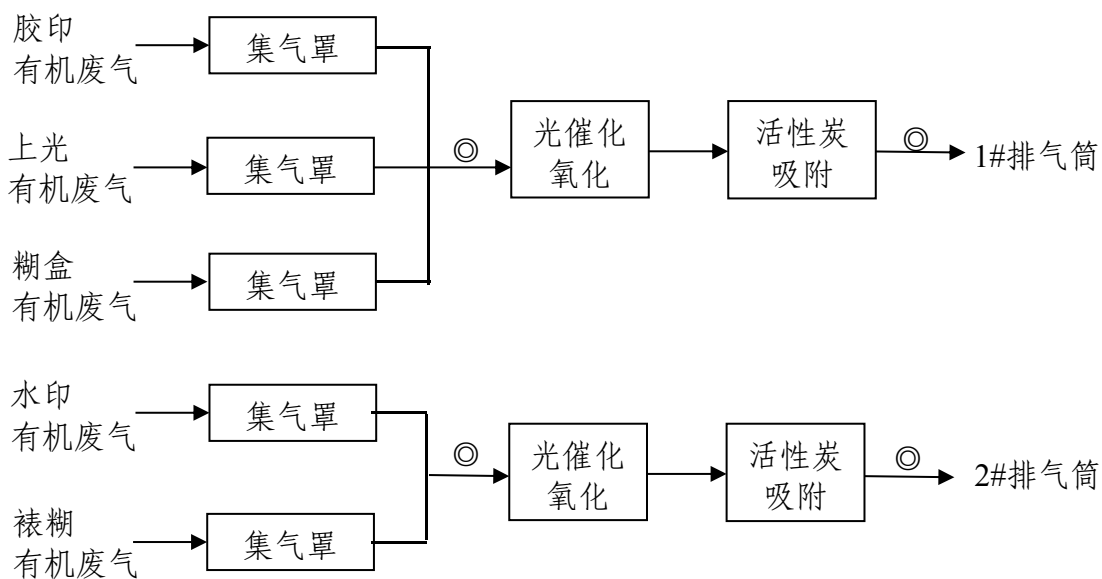 胶印
有机废气
集气罩
上光
有机废气
集气罩
◎
光催化
氧化
活性炭
吸附
◎
1#排气筒
糊盒
有机废气
集气罩
水印
有机废气
集气罩
◎
光催化
氧化
活性炭
吸附
◎
2#排气筒
裱糊
有机废气
集气罩